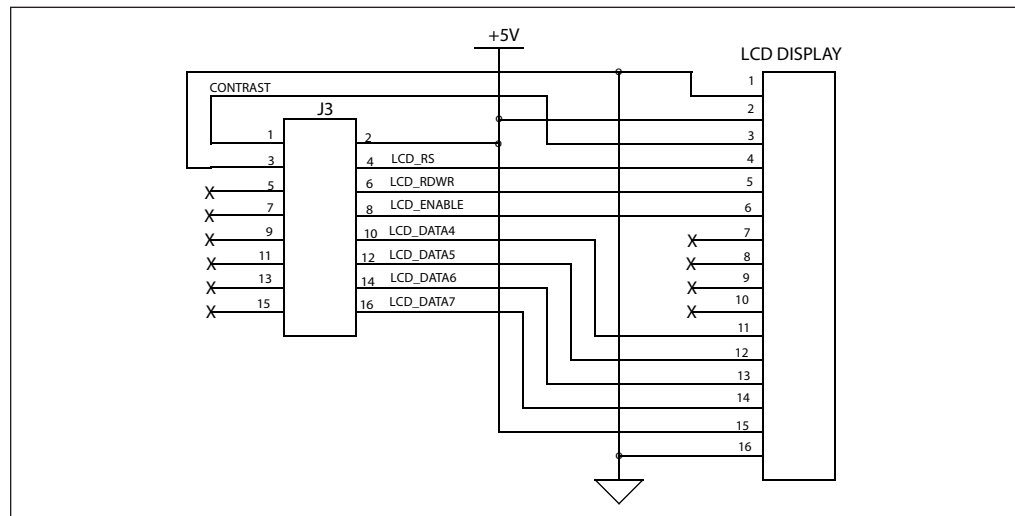 +5V
LCD DISPLAY
CONTRAST
J3
1
2
3
4
LCD_RS
5
6
LCD_RDWR
7
8
LCD_ENABLE
9
10
LCD_DATA4
11
12
LCD_DATA5
13
14
LCD_DATA6
15
16
LCD_DATA7
X
X
X
X
X
X
1
2
3
4
5
6
X
7
X
8
X
9
X
10
11
12
13
14
15
16